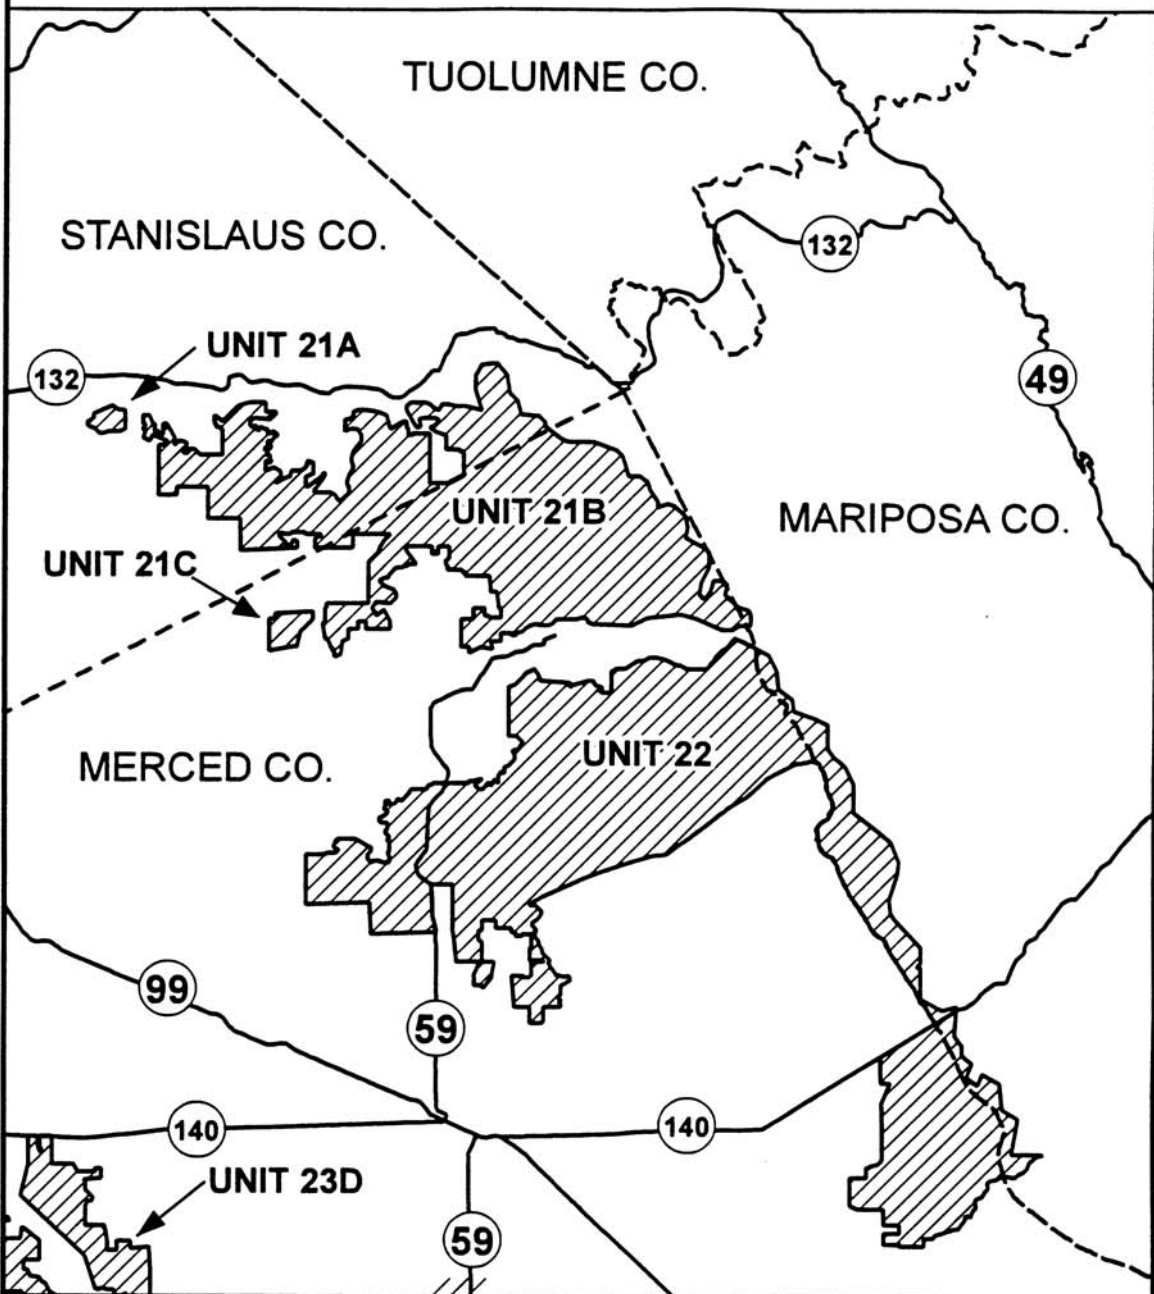 TUOLUMNE CO.
STANISLAUS CO.
132
UNIT 21A
132
49
UNIT 21B
MARIPOSA CO.
UNIT 21C
UNIT 22
MERCED CO.
99
59
140
140
UNIT 23D
59